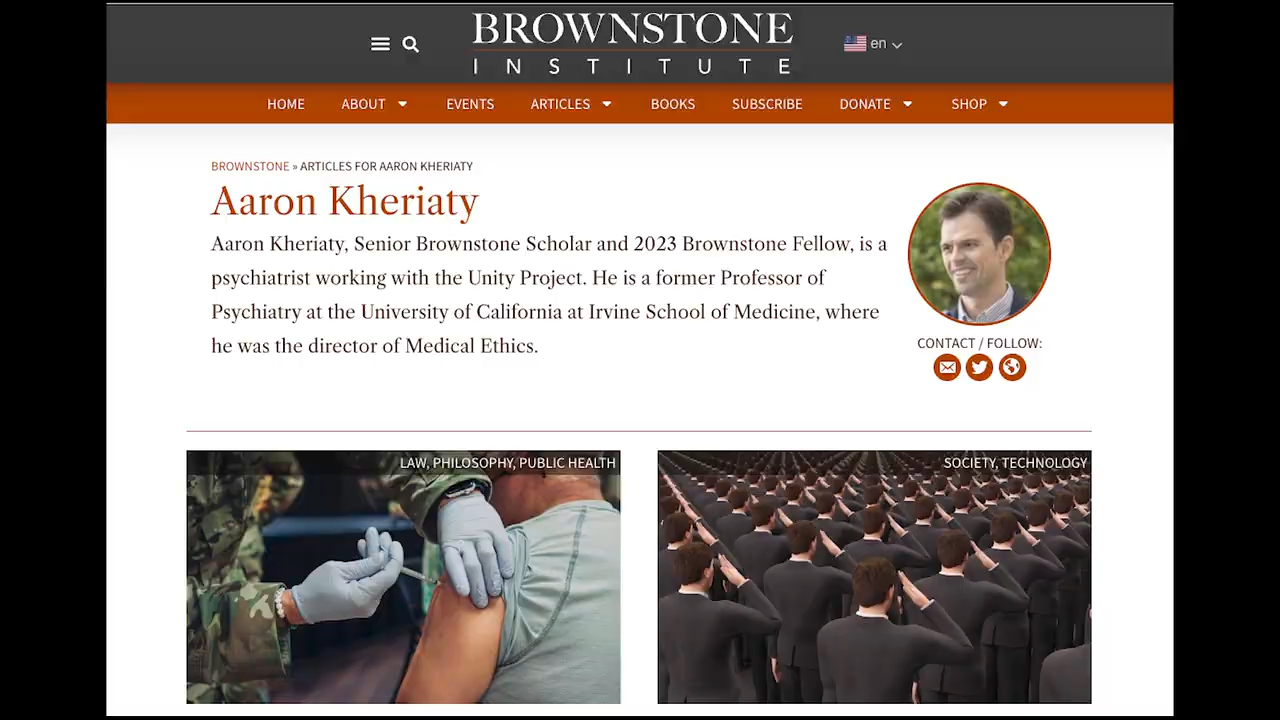 BROWNSTONE
INSTITUTE
en
HOME ABOUT EVENTS ARTICLES BOOKS SUBSCRIBE DONATE SHOP
BROWNSTONE » ARTICLES FOR AARON KHERIATY
Aaron Kheriaty
Aaron Kheriaty, Senior Brownstone Scholar and 2023 Brownstone Fellow, is a
psychiatrist working with the Unity Project. He is a former Professor of
Psychiatry at the University of California at Irvine School of Medicine, where
he was the director of Medical Ethics.
CONTACT / FOLLOW:
LAW, PHILOSOPHY, PUBLIC HEALTH
SOCIETY, TECHNOLOGY